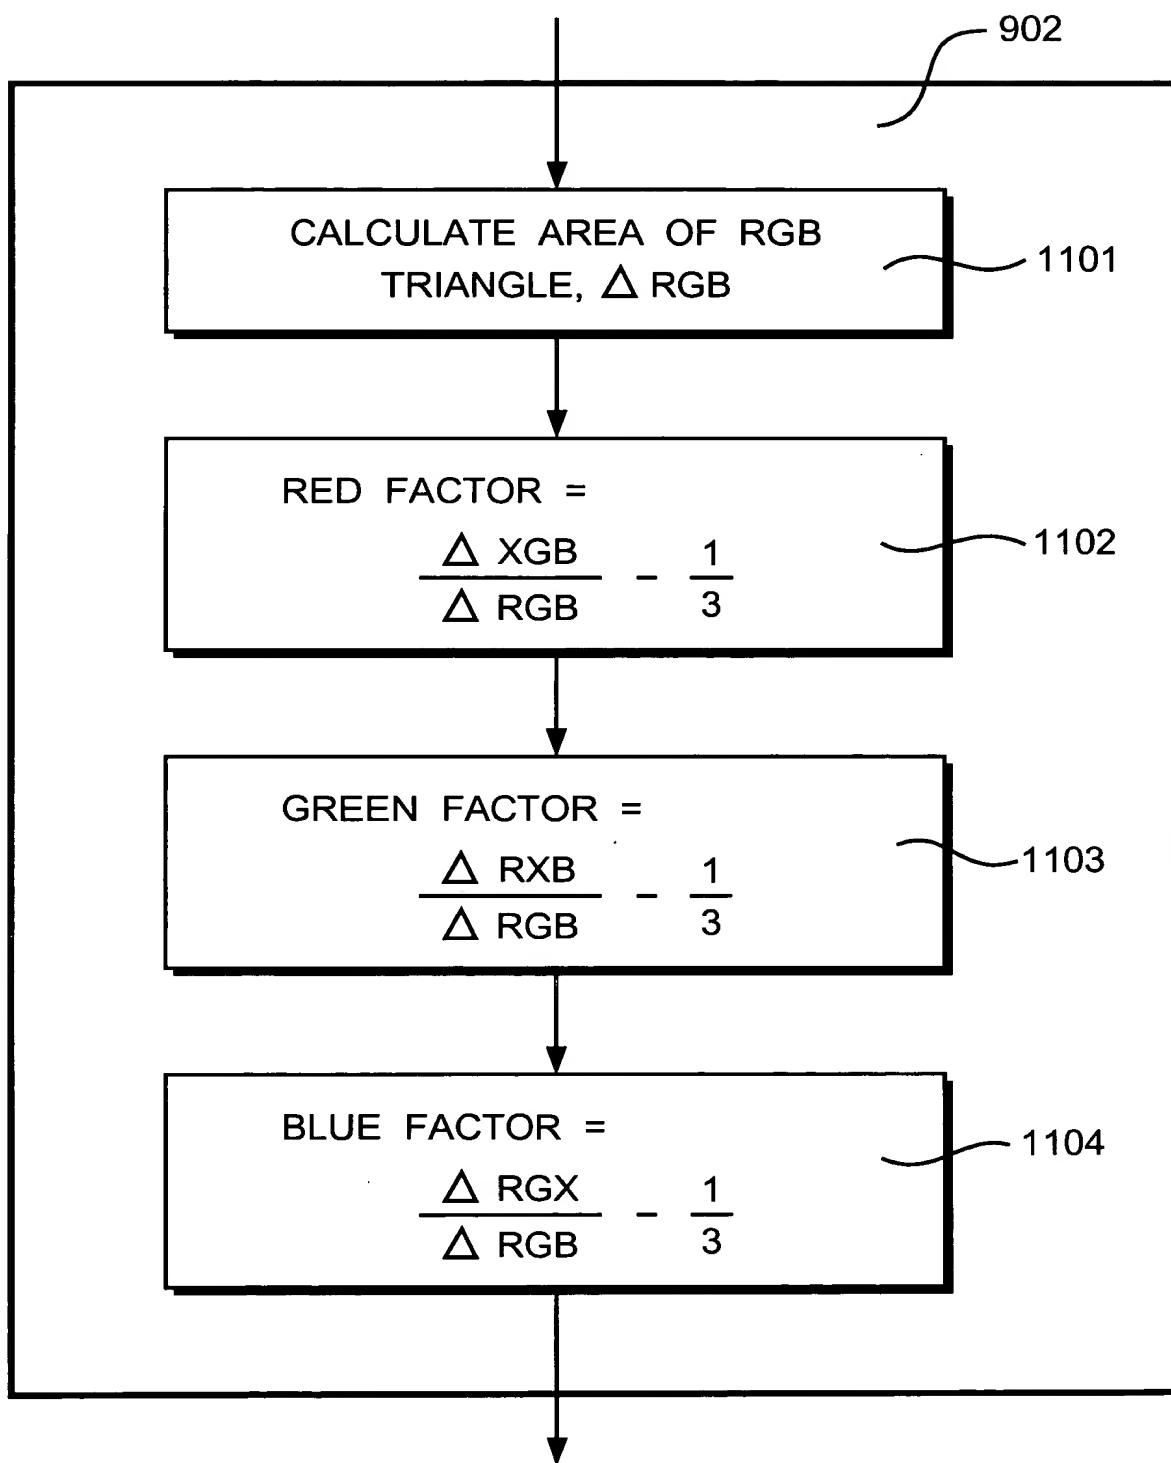 902
CALCULATE AREA OF RGB
TRIANGLE, △ RGB
1101
RED FACTOR =
△ XGB
△ RGB
- 1
3
1102
GREEN FACTOR =
△ RXB
△ RGB
- 1
3
1103
BLUE FACTOR =
△ RGX
△ RGB
- 1
3
1104